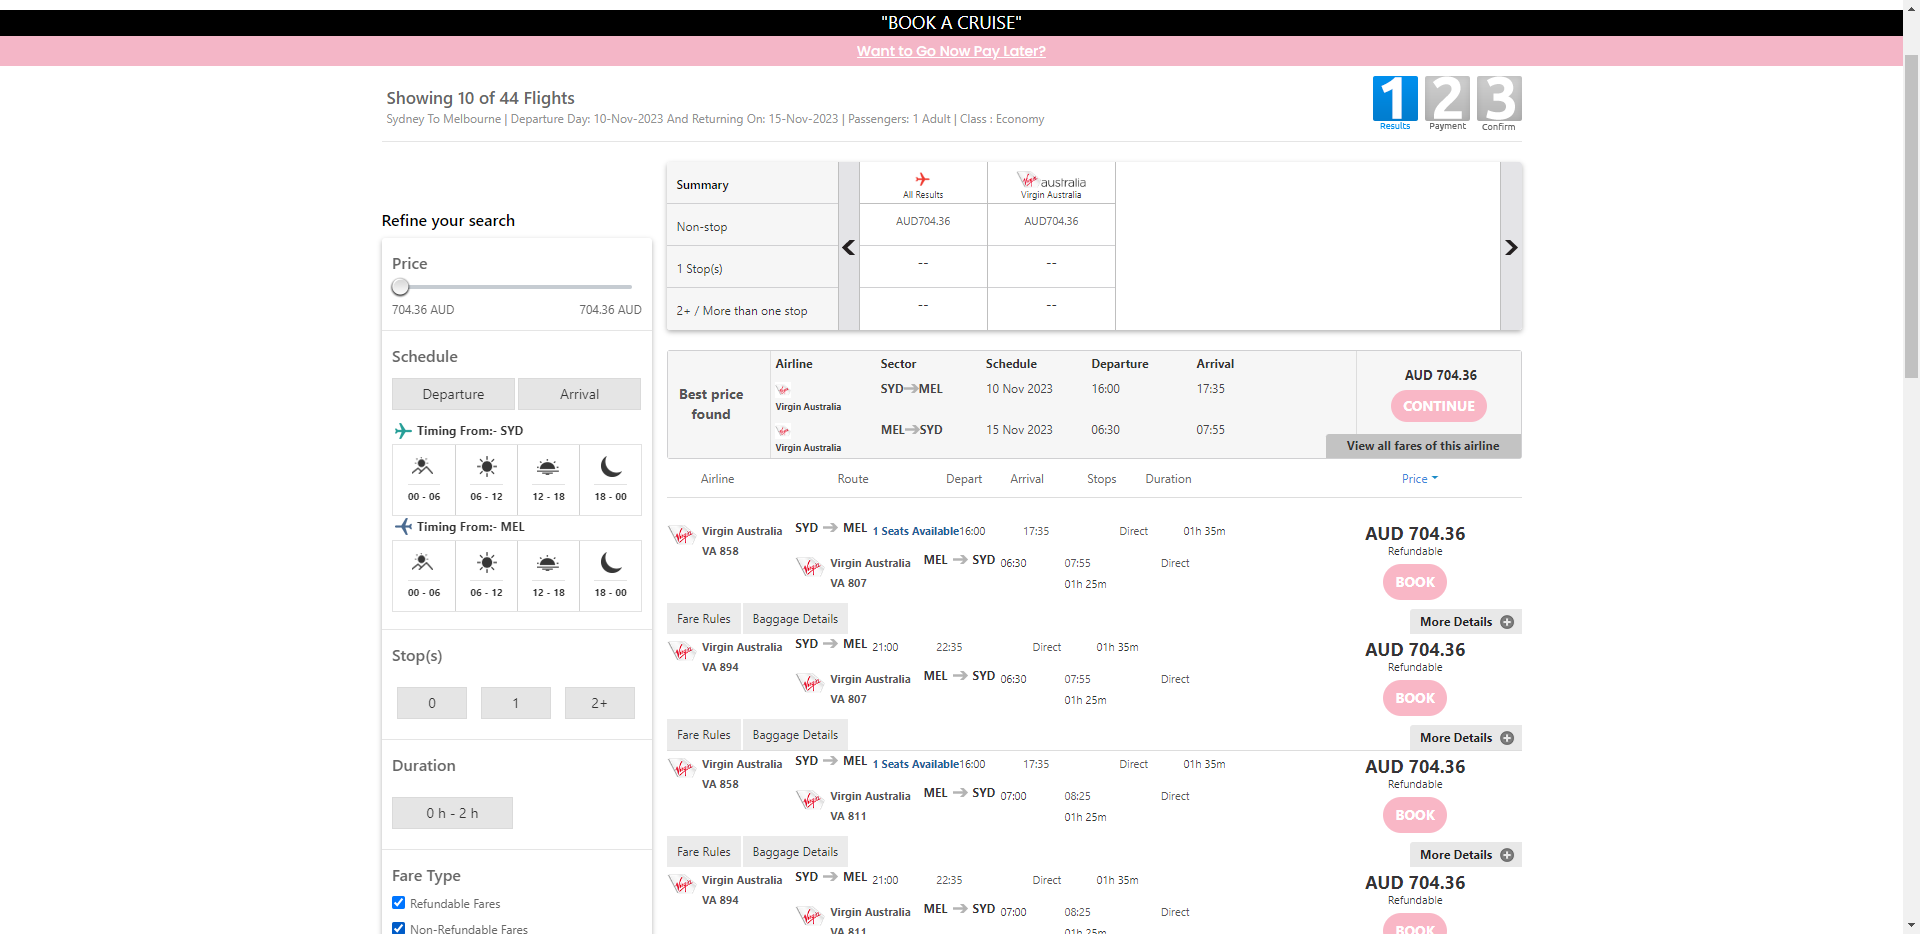 "BOOK A CRUISE"
Want to Go Now Pay Later?
Showing 10 of 44 Flights
Sydney To Melbourne | Departure Day: 10-Nov-2023 And Returning On: 15-Nov-2023 | Passengers: 1 Adult | Class : Economy
1 2 3
Results Payment Confirm
Refine your search
Price
704.36 AUD 704.36 AUD
Schedule
Departure Arrival
Timing From:- SYD
00 - 06 06 - 12 12 - 18 18 - 00
Timing From:- MEL
00 - 06 06 - 12 12 - 18 18 - 00
Stop(s)
0 1 2+
Duration
0 h - 2 h
Fare Type
Refundable Fares
Non-Refundable Fares
Summary All Results Virgin australia Virgin Australia
Non-stop AUD704.36 AUD704.36
1 Stop(s) -- --
2+ / More than one stop -- --
Best price found
Airline Sector Schedule Departure Arrival
Virgin Australia SYD MEL 10 Nov 2023 16:00 17:35
Virgin Australia MEL SYD 15 Nov 2023 06:30 07:55
AUD 704.36
CONTINUE
View all fares of this airline
Airline Route Depart Arrival Stops Duration Price
Virgin Australia SYD MEL 1 Seats Available16:00 17:35 Direct 01h 35m AUD 704.36
VA 858 Refundable
Virgin Australia MEL SYD 06:30 07:55 Direct
VA 807 01h 25m BOOK
Fare Rules Baggage Details More Details
Virgin Australia SYD MEL 21:00 22:35 Direct 01h 35m AUD 704.36
VA 894 Refundable
Virgin Australia MEL SYD 06:30 07:55 Direct
VA 807 01h 25m BOOK
Fare Rules Baggage Details More Details
Virgin Australia SYD MEL 1 Seats Available16:00 17:35 Direct 01h 35m AUD 704.36
VA 858 Refundable
Virgin Australia MEL SYD 07:00 08:25 Direct
VA 811 01h 25m BOOK
Fare Rules Baggage Details More Details
Virgin Australia SYD MEL 21:00 22:35 Direct 01h 35m AUD 704.36
VA 894 Refundable
Virgin Australia MEL SYD 07:00 08:25 Direct
VA 811 01h 25m BOOK